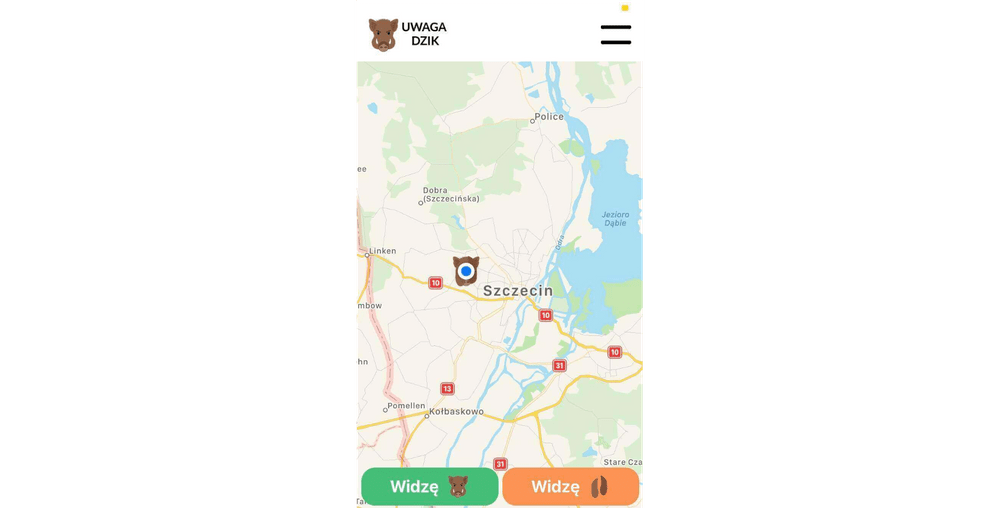 UWAGA
DZIK
Police
ee
Dobra
(Szczecińska)
Jezioro
Dąbie
Odra
Linken
10
Szczecin
mbow
10
10
hn
31
13
Pomellen
Kołbaskowo
31
Stare Cza
Widzę
Widzę